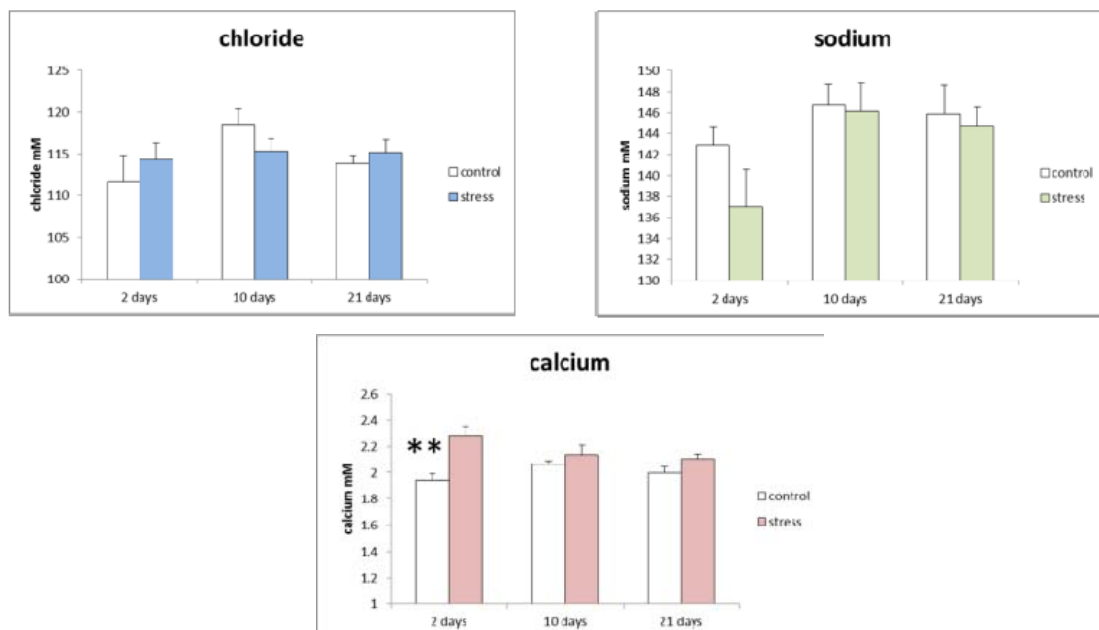 chloride
125
120
115
110
105
100
chloride mM
2 days
10 days
21 days
control
stress
sodium
150
148
146
144
142
140
138
136
134
132
130
sodium mM
2 days
10 days
21 days
control
stress
calcium
2.6
2.4
2.2
2
1.8
1.6
1.4
1.2
1
calcium mM
**
2 days
10 days
21 days
control
stress